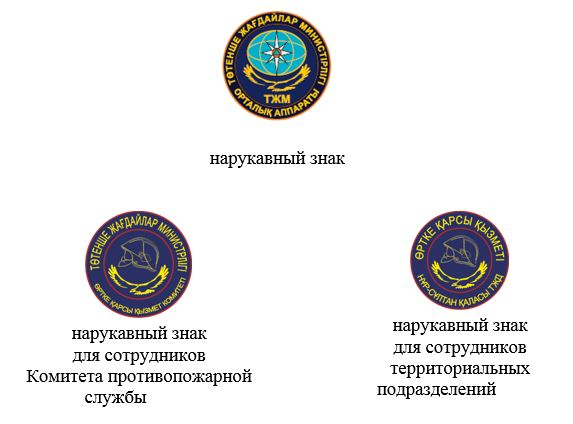 ТӨТЕНШЕ ЖАҒДАЙЛАР МИНИСТРЛІГІ
ТЖМ
ОРТАЛЫҚ АППАРАТЫ
нарукавный знак
ТӨТЕНШЕ ЖАҒДАЙЛАР МИНИСТРЛІГІ
ӨРТКЕ ҚАРСЫ ҚЫЗМЕТ КОМИТЕТІ
нарукавный знак
для сотрудников
Комитета противопожарной
службы
ӨРТКЕ ҚАРСЫ ҚЫЗМЕТІ
НҰР-СҰЛТАН ҚАЛАСЫ ТЖД
нарукавный знак
для сотрудников
территориальных
подразделений